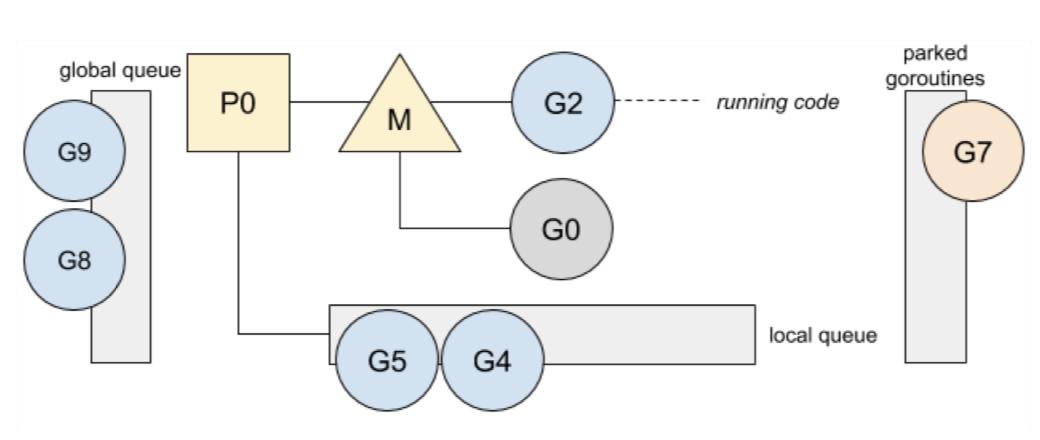 global queue
P0
M
G2
running code
parked
goroutines
G9
G7
G8
G0
G5
G4
local queue